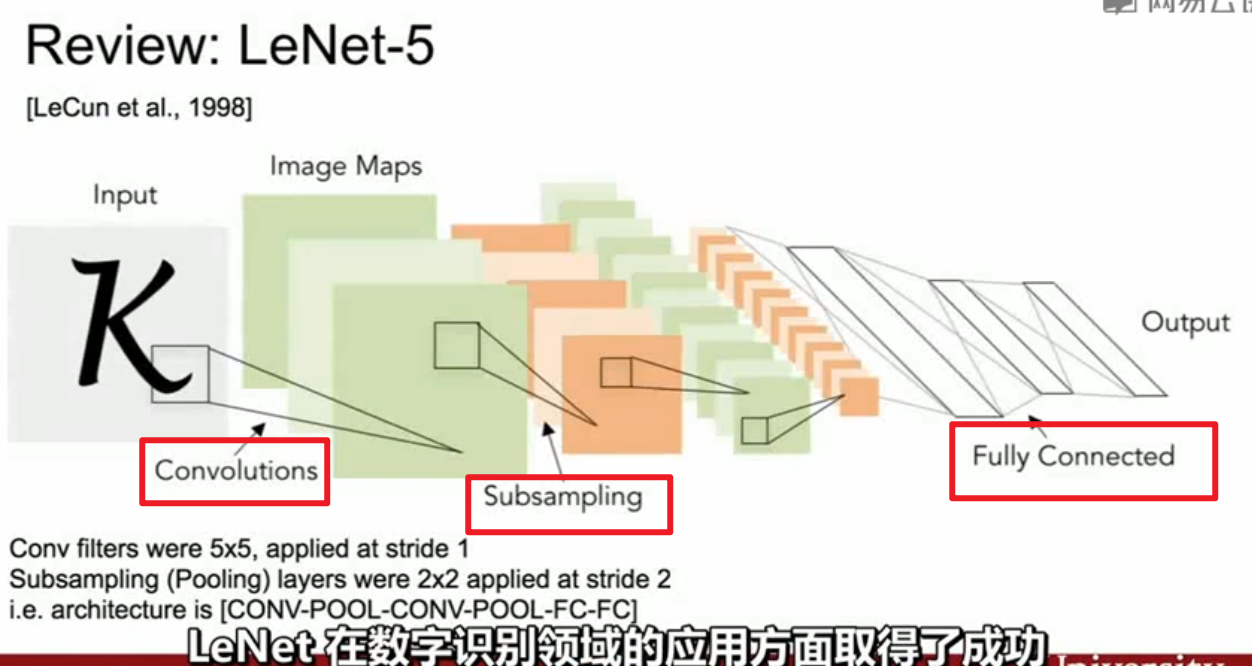 Review: LeNet-5
[LeCun et al., 1998]
Image Maps
Input
K
Output
Convolutions
Subsampling
Fully Connected
Conv filters were 5x5, applied at stride 1
Subsampling (Pooling) layers were 2x2 applied at stride 2
i.e. architecture is [CONV-POOL-CONV-POOL-FC-FC]
LeNet 在数字识别领域的应用方面取得了成功